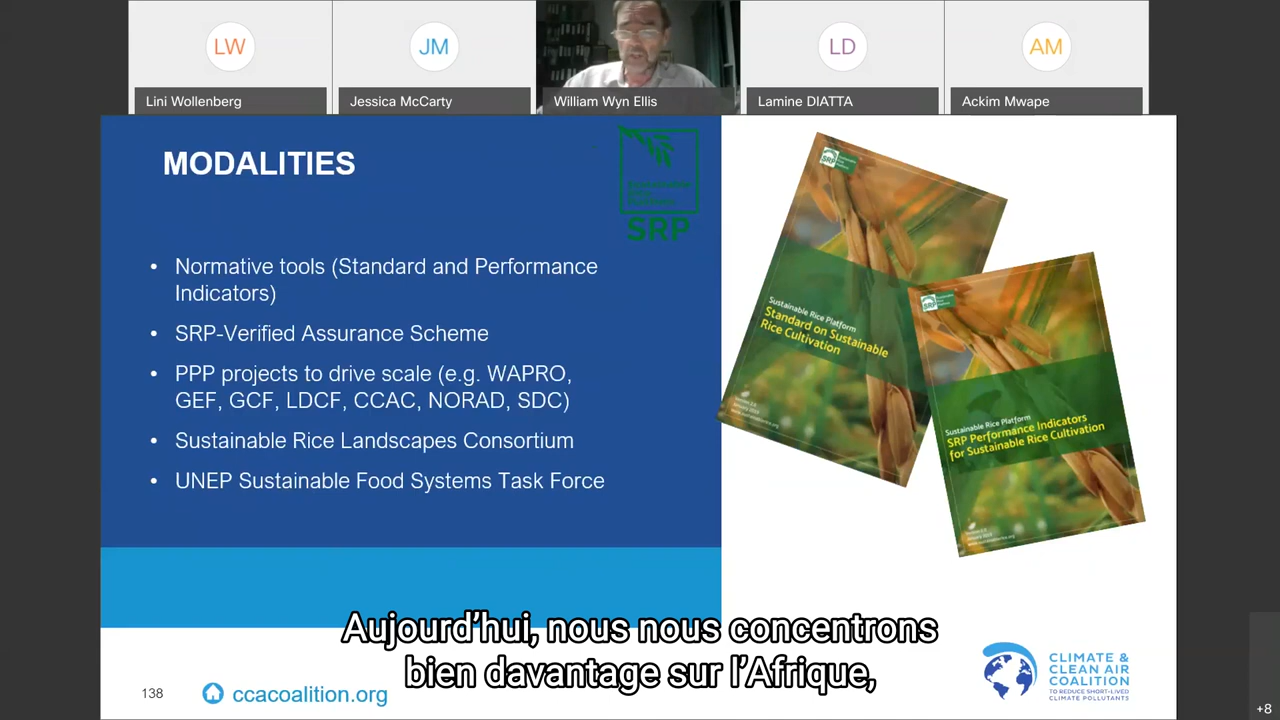 LW
JM
LD
AM
Lini Wollenberg
Jessica McCarty
William Wyn Ellis
Lamine DIATTA
Ackim Mwape
MODALITIES
SRP
• Normative tools (Standard and Performance
Indicators)
• SRP-Verified Assurance Scheme
• PPP projects to drive scale (e.g. WAPRO,
GEF, GCF, LDCF, CCAC, NORAD, SDC)
• Sustainable Rice Landscapes Consortium
• UNEP Sustainable Food Systems Task Force
SRP
Sustainable Rice Platform
Standard on Sustainable
Rice Cultivation
SRP
Sustainable Rice Platform
SRP Performance Indicators
for Sustainable Rice Cultivation
Aujourd’hui, nous nous concentrons
bien davantage sur l’Afrique,
138
ccacoalition.org
CLIMATE &
CLEAN AIR
COALITION
TO REDUCE SHORT-LIVED
CLIMATE POLLUTANTS
+8